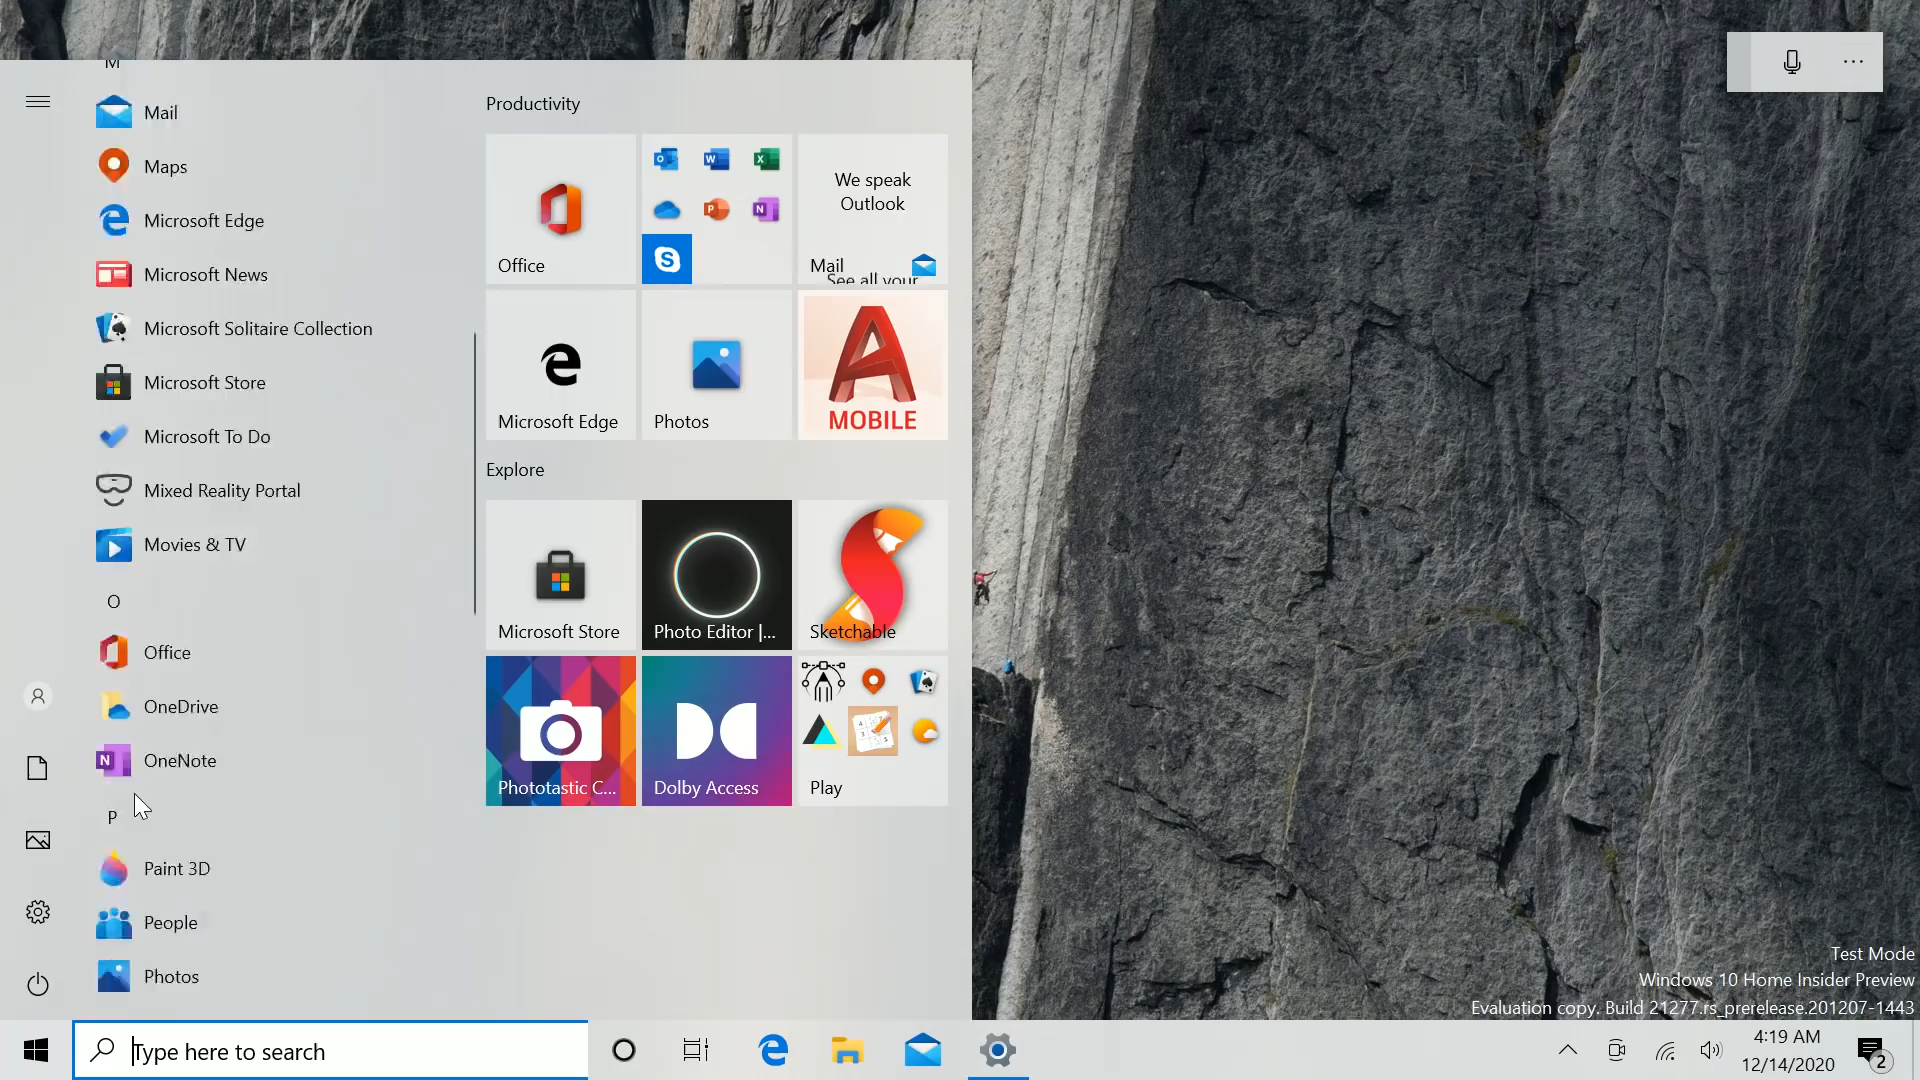 M
Mail
Maps
Microsoft Edge
Microsoft News
Microsoft Solitaire Collection
Microsoft Store
Microsoft To Do
Mixed Reality Portal
Movies & TV
O
Office
OneDrive
OneNote
P
Paint 3D
People
Photos
Productivity
Office
We speak
Outlook
Mail
See all your
Microsoft Edge
Photos
MOBILE
Explore
Microsoft Store
Photo Editor |...
Sketchable
Phototastic C...
Dolby Access
Play
Test Mode
Windows 10 Home Insider Preview
Evaluation copy. Build 21277.rs_prerelease.201207-1443
Type here to search
4:19 AM
12/14/2020
2